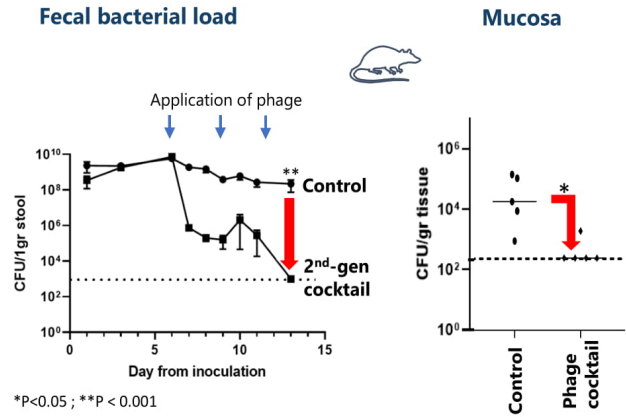 Fecal bacterial load
Mucosa
Application of phage
CFU/1gr stool
10¹⁰
10⁸
10⁶
10⁴
10²
10⁰
0
5
10
15
Day from inoculation
**
Control
2nd-gen
cocktail
*P<0.05 ; **P < 0.001
CFU/gr tissue
10⁶
10⁴
10²
10⁰
*
Control
Phage
cocktail